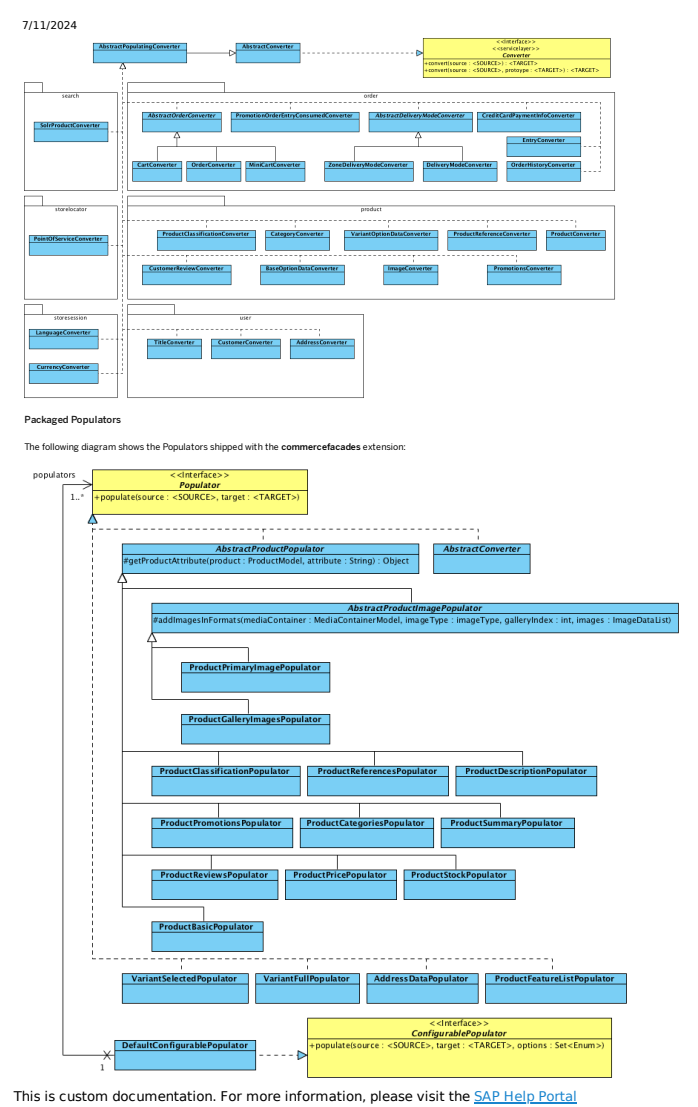 7/11/2024
<<Interface>>
<<servicelayer>>
Converter
+convert(source : <SOURCE>) : <TARGET>
+convert(source : <SOURCE>, protoype : <TARGET>) : <TARGET>
AbstractPopulatingConverter
AbstractConverter
search
SolrProductConverter
order
AbstractOrderConverter
PromotionOrderEntryConsumedConverter
AbstractDeliveryModeConverter
CreditCardPaymentInfoConverter
EntryConverter
CartConverter
OrderConverter
MiniCartConverter
ZoneDeliveryModeConverter
DeliveryModeConverter
OrderHistoryConverter
storelocator
PointOfServiceConverter
product
ProductClassificationConverter
CategoryConverter
VariantOptionDataConverter
ProductReferenceConverter
ProductConverter
CustomerReviewConverter
BaseOptionDataConverter
ImageConverter
PromotionsConverter
storesession
LanguageConverter
CurrencyConverter
user
TitleConverter
CustomerConverter
AddressConverter
Packaged Populators
The following diagram shows the Populators shipped with the commercefacades extension:
populators
1..*
<<Interface>>
Populator
+populate(source : <SOURCE>, target : <TARGET>)
AbstractProductPopulator
#getProductAttribute(product : ProductModel, attribute : String) : Object
AbstractConverter
AbstractProductImagePopulator
#addImagesInFormats(mediaContainer : MediaContainerModel, imageType : imageType, galleryIndex : int, images : ImageDataList)
ProductPrimaryImagePopulator
ProductGalleryImagesPopulator
ProductClassificationPopulator
ProductReferencesPopulator
ProductDescriptionPopulator
ProductPromotionsPopulator
ProductCategoriesPopulator
ProductSummaryPopulator
ProductReviewsPopulator
ProductPricePopulator
ProductStockPopulator
ProductBasicPopulator
VariantSelectedPopulator
VariantFullPopulator
AddressDataPopulator
ProductFeatureListPopulator
<<Interface>>
ConfigurablePopulator
+populate(source : <SOURCE>, target : <TARGET>, options : Set<Enum>)
DefaultConfigurablePopulator
1
This is custom documentation. For more information, please visit the SAP Help Portal